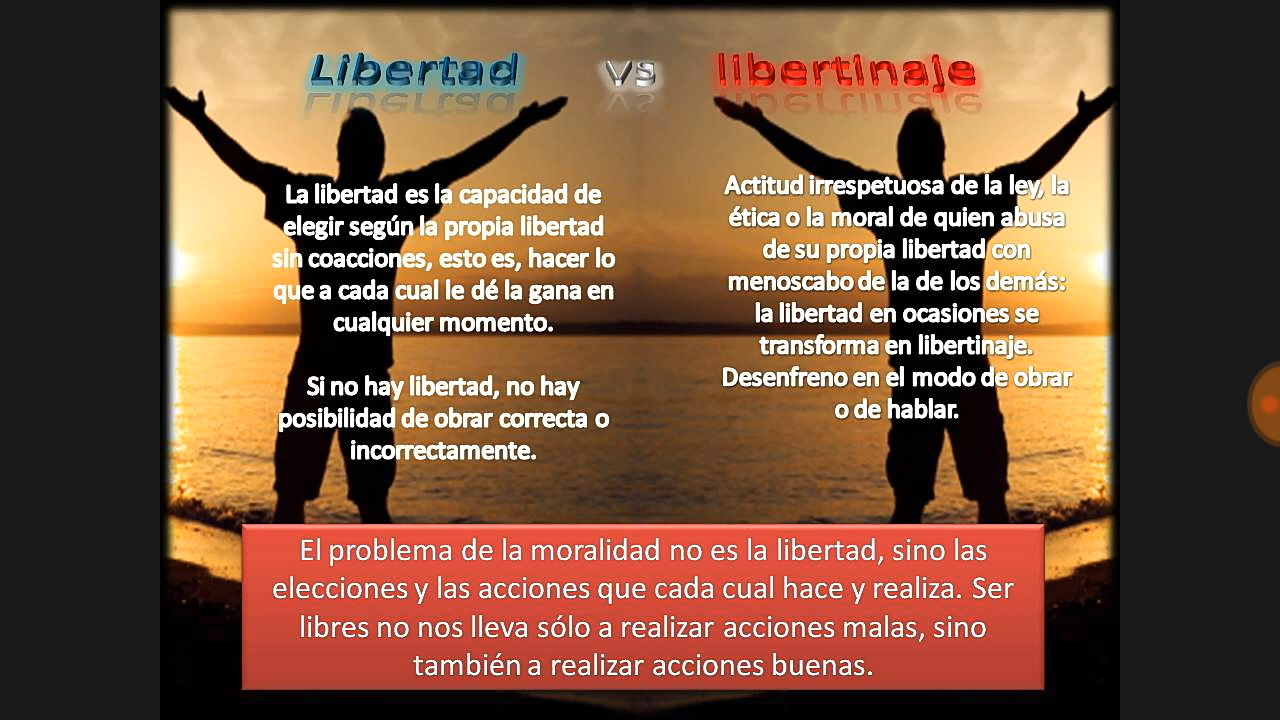 Libertad vs libertinaje
La libertad es la capacidad de
elegir según la propia libertad
sin coacciones, esto es, hacer lo
que a cada cual le dé la gana en
cualquier momento.
Si no hay libertad, no hay
posibilidad de obrar correcta o
incorrectamente.
Actitud irrespetuosa de la ley, la
ética o la moral de quien abusa
de su propia libertad con
menoscabo de la de los demás:
la libertad en ocasiones se
transforma en libertinaje.
Desenfreno en el modo de obrar
o de hablar.
El problema de la moralidad no es la libertad, sino las
elecciones y las acciones que cada cual hace y realiza. Ser
libres no nos lleva sólo a realizar acciones malas, sino
también a realizar acciones buenas.